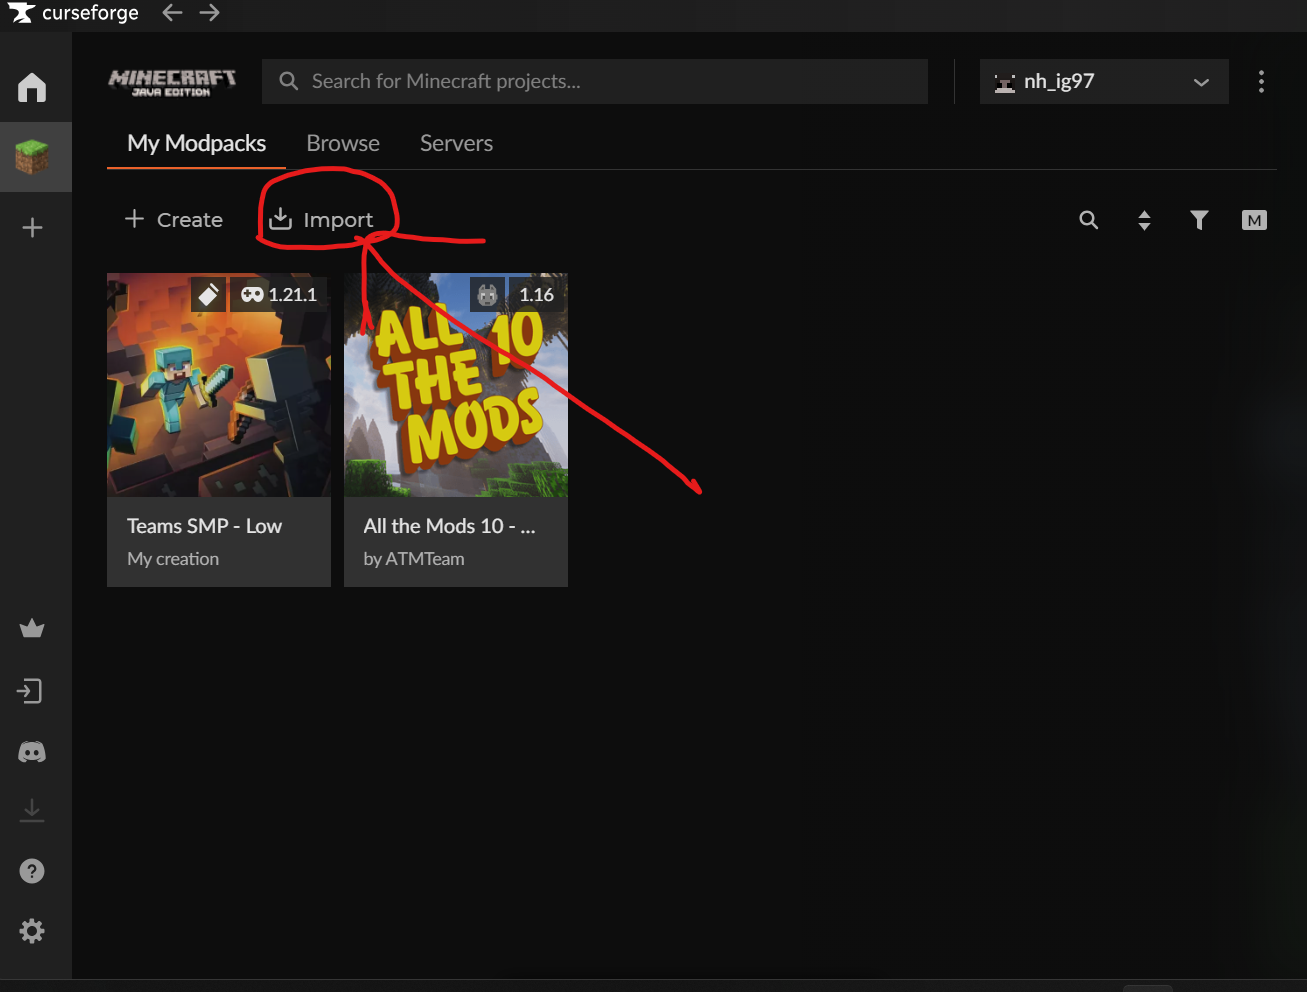 curseforge
MINECRAFT
JAVA EDITION
Search for Minecraft projects...
nh_ig97
My Modpacks
Browse
Servers
Create
Import
M
1.21.1
1.16
ALL 10
THE
MODS
Teams SMP - Low
My creation
All the Mods 10 - ...
by ATMTeam
?